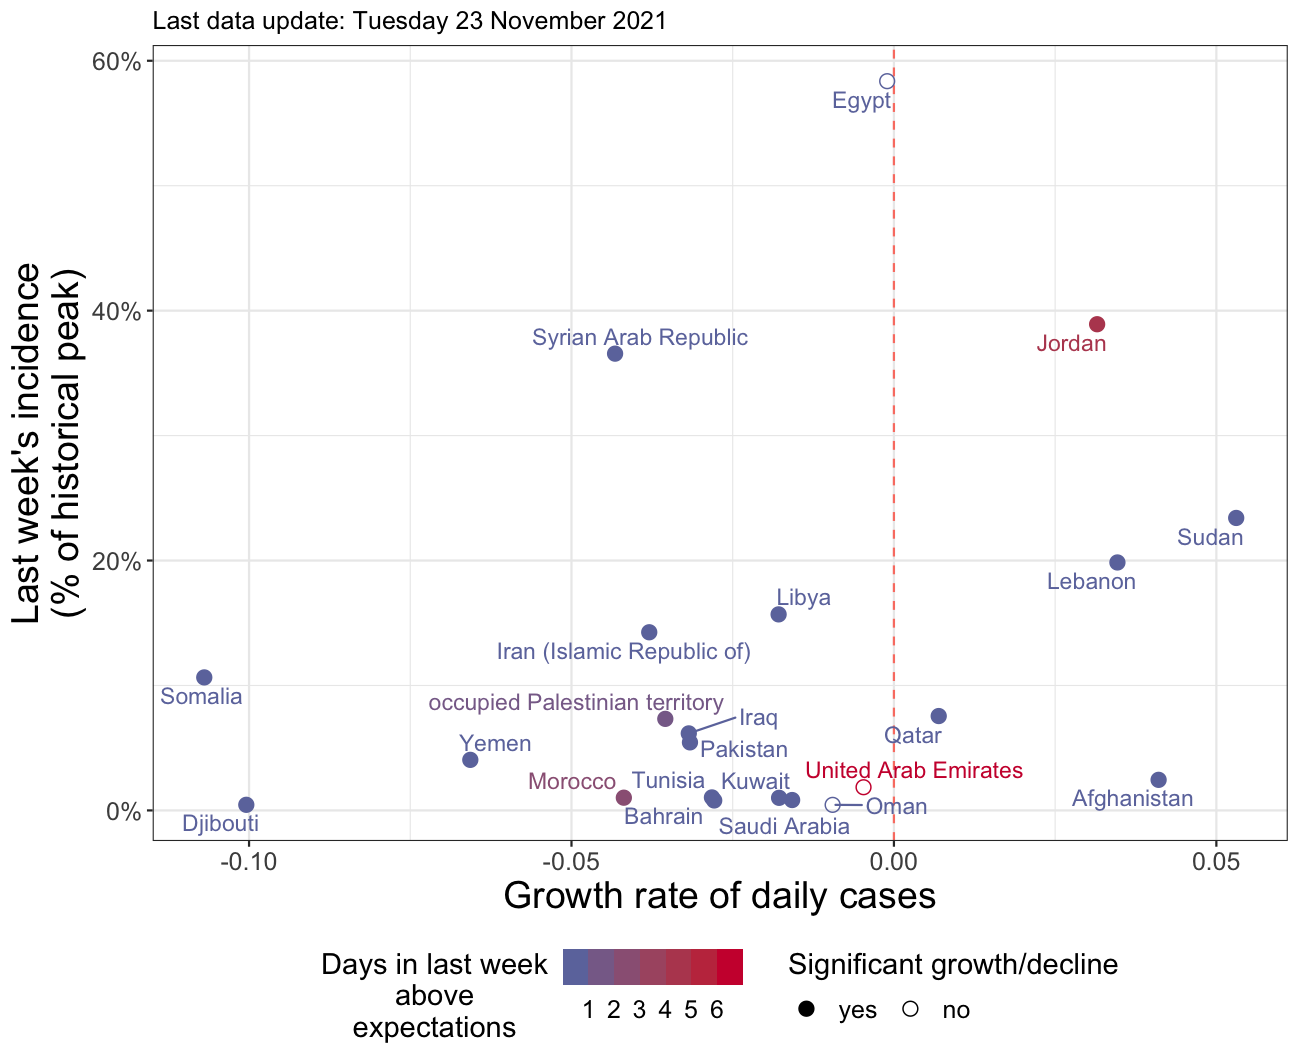 Last data update: Tuesday 23 November 2021
Last week's incidence
(% of historical peak)
60%
40%
20%
0%
Egypt
Syrian Arab Republic
Jordan
Sudan
Lebanon
Libya
Iran (Islamic Republic of)
Somalia
occupied Palestinian territory
Iraq
Qatar
Yemen
Pakistan
United Arab Emirates
Morocco
Tunisia
Kuwait
Afghanistan
Oman
Bahrain
Djibouti
Saudi Arabia
-0.10
-0.05
0.00
0.05
Growth rate of daily cases
Days in last week
above
expectations
1 2 3 4 5 6
Significant growth/decline
yes
no